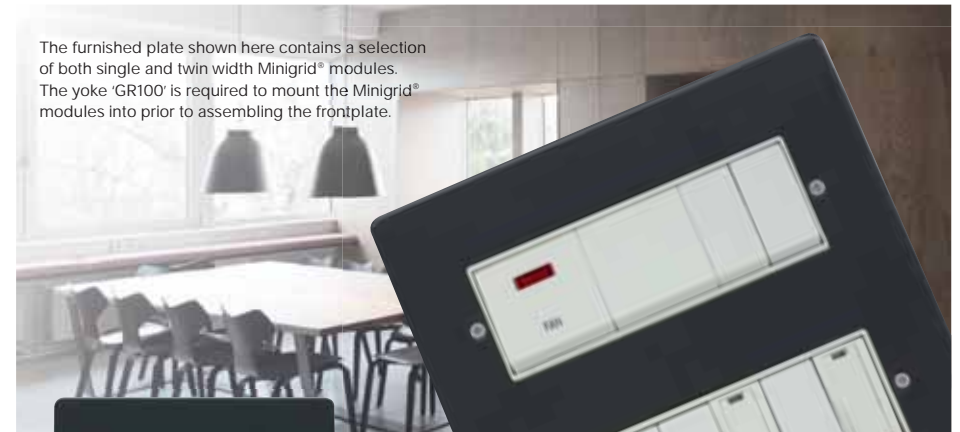 The furnished plate shown here contains a selection
of both single and twin width Minigrid® modules.
The yoke ‘GR100’ is required to mount the Minigrid®
modules into prior to assembling the frontplate.
FAN